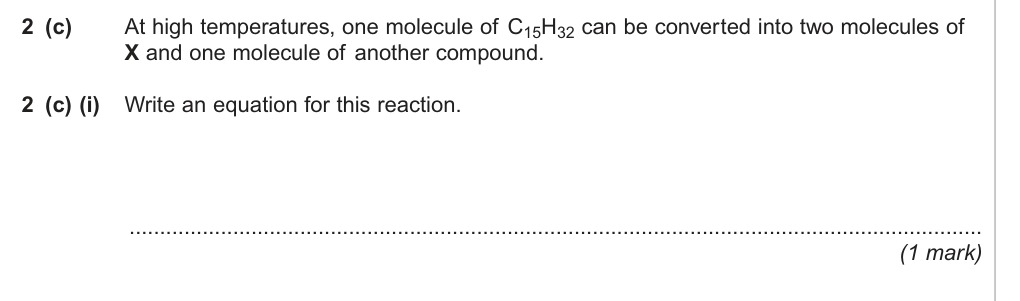 2 (c) At high temperatures, one molecule of C₁₅H₃₂ can be converted into two molecules of
X and one molecule of another compound.
2 (c) (i) Write an equation for this reaction.
(1 mark)